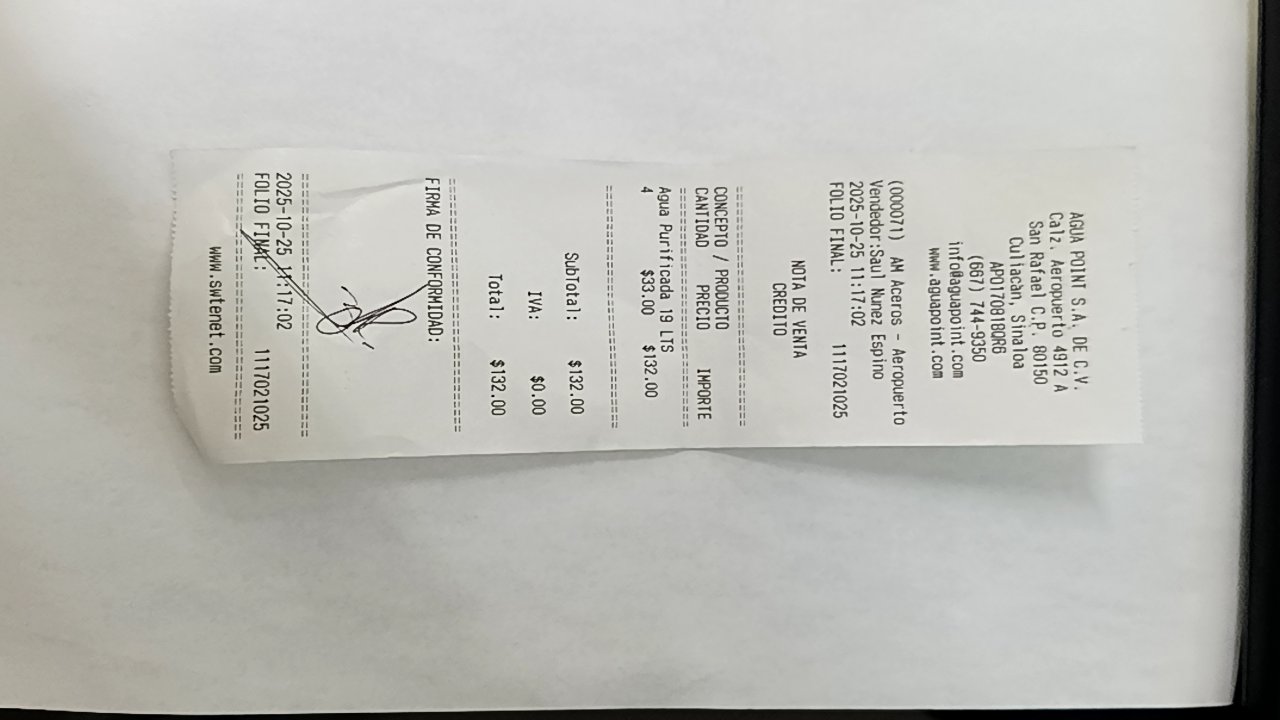 AGUA POINT S.A. DE C.V.
Calz. Aeropuerto 4912 A
San Rafael C.P. 80150
Culiacán, Sinaloa
APO170818QR6
(667) 744-9350
info@aguapoint.com
www.aguapoint.com
(000071) AM Aceros - Aeropuerto
Vendedor:Saul Nunez Espino
2025-10-25 11:17:02
FOLIO FINAL: 1117021025
NOTA DE VENTA
CREDITO
CONCEPTO / PRODUCTO
CANTIDAD PRECIO IMPORTE
Agua Purificada 19 LTS
4 $33.00 $132.00
SubTotal: $132.00
IVA: $0.00
Total: $132.00
FIRMA DE CONFORMIDAD:
2025-10-25 11:17:02
FOLIO FINAL: 1117021025
www.swtenet.com